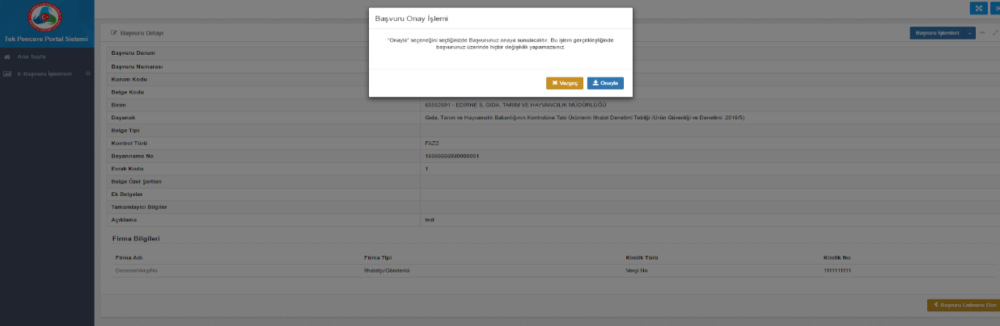 Başvuru Onay İşlemi
"Onayla" seçeneğini seçtiğinizde Başvurunuz onaya sunulacaktır. Bu işlem gerçekleştiğinde
başvurunuz üzerinde hiçbir değişiklik yapamazsınız.
Vazgeç Onayla
Tek Pencere Portal Sistemi
Ana Sayfa
E-Başvuru İşlemleri
Başvuru Detayı
Başvuru İşlemleri
Başvuru Durum
Başvuru Numarası
Kurum Kodu
Belge Kodu
Birim 65552691 - EDİRNE İL GIDA, TARIM VE HAYVANCILIK MÜDÜRLÜĞÜ
Dayanak Gıda, Tarım ve Hayvancılık Bakanlığının Kontrolüne Tabi Ürünlerin İthalat Denetimi Tebliği (Ürün Güvenliği ve Denetimi: 2016/5)
Belge Tipi
Kontrol Türü FAZ2
Beyanname No 16066666IM0000001
Evrak Kodu 1
Belge Özel Şartları
Ek Belgeler
Tamamlayıcı Bilgiler
Açıklama test
Firma Bilgileri
Firma Adı Firma Tipi Kimlik Türü Kimlik No
DenemeVergiNo İthalatçı/Gönderici Vergi No 1111111111
Başvuru Listesine Dön